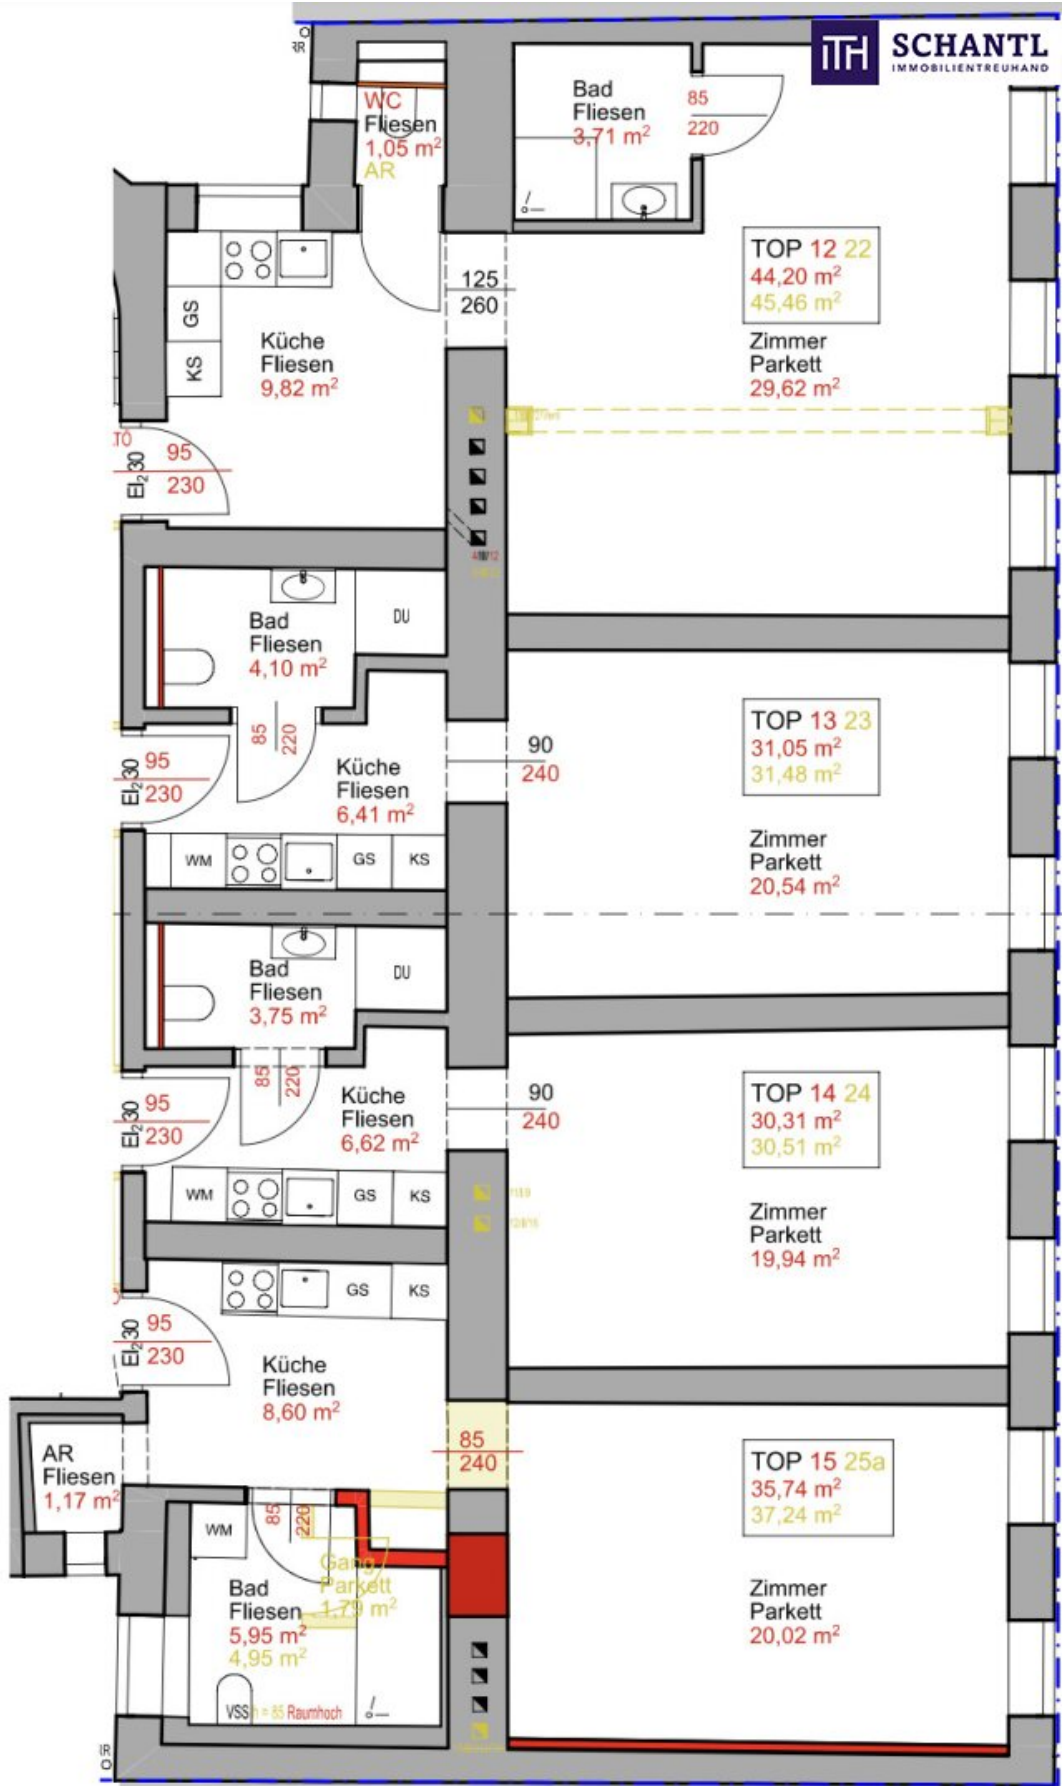 ITH SCHANTL
IMMOBILIENTREUHAND
RR
WC
Fliesen
1,05 m²
AR
Bad
Fliesen
3,71 m²
85
220
TOP 12 22
44,20 m²
45,46 m²
Zimmer
Parkett
29,62 m²
125
260
GS
KS
Küche
Fliesen
9,82 m²
95
230
EI₂30
Bad
Fliesen
4,10 m²
DU
85
220
95
230
EI₂30
Küche
Fliesen
6,41 m²
90
240
WM
GS
KS
TOP 13 23
31,05 m²
31,48 m²
Zimmer
Parkett
20,54 m²
Bad
Fliesen
3,75 m²
DU
85
220
95
230
EI₂30
Küche
Fliesen
6,62 m²
90
240
WM
GS
KS
TOP 14 24
30,31 m²
30,51 m²
Zimmer
Parkett
19,94 m²
GS
KS
95
230
EI₂30
Küche
Fliesen
8,60 m²
85
240
AR
Fliesen
1,17 m²
TOP 15 25a
35,74 m²
37,24 m²
Zimmer
Parkett
20,02 m²
WM
85
220
Gang
Parkett
1,79 m²
Bad
Fliesen
5,95 m²
4,95 m²
VSS h = 85 Raumhoch